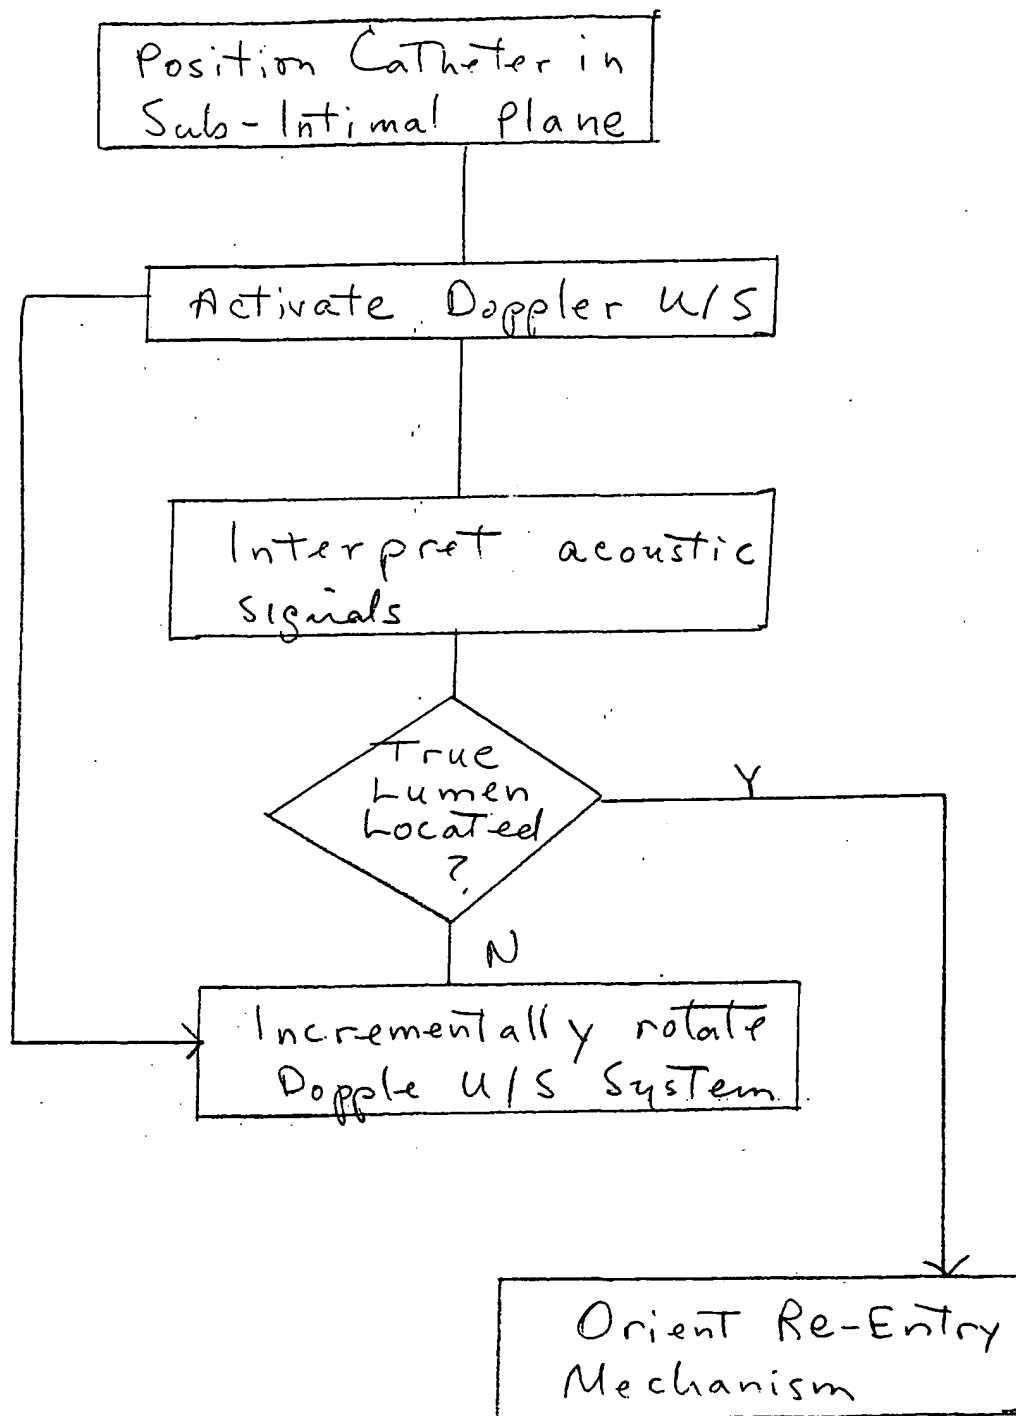 Position Catheter in
Sub-Intimal Plane
Activate Doppler U/S
Interpret acoustic
signals
True
Lumen
Located
?
Y
N
Incrementally rotate
Dopple U/S System
Orient Re-Entry
Mechanism